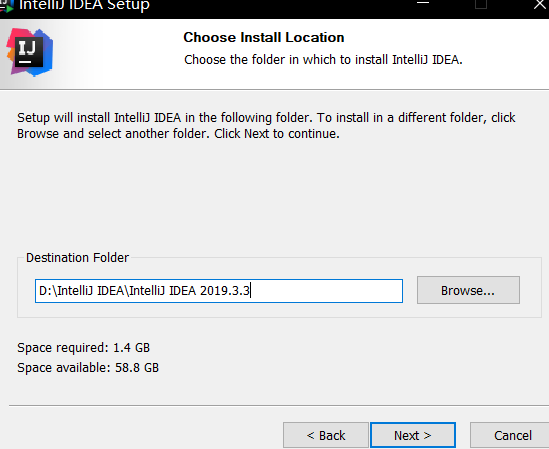 IntelliJ IDEA Setup
IJ
Choose Install Location
Choose the folder in which to install IntelliJ IDEA.
Setup will install IntelliJ IDEA in the following folder. To install in a different folder, click
Browse and select another folder. Click Next to continue.
Destination Folder
D:\IntelliJ IDEA\IntelliJ IDEA 2019.3.3
Browse...
Space required: 1.4 GB
Space available: 58.8 GB
< Back
Next >
Cancel